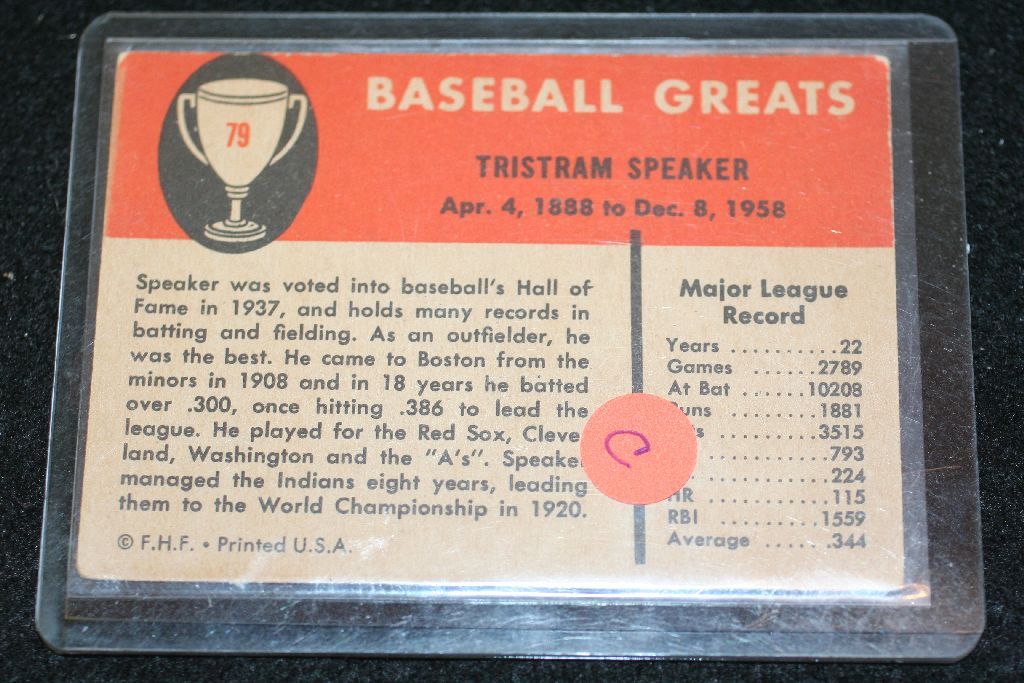 79
BASEBALL GREATS
TRISTRAM SPEAKER
Apr. 4, 1888 to Dec. 8, 1958
Speaker was voted into baseball's Hall of
Fame in 1937, and holds many records in
batting and fielding. As an outfielder, he
was the best. He came to Boston from the
minors in 1908 and in 18 years he batted
over .300, once hitting .386 to lead the
league. He played for the Red Sox, Cleve
land, Washington and the "A's". Speaker
managed the Indians eight years, leading
them to the World Championship in 1920.
© F.H.F. • Printed U.S.A.
Major League
Record
Years ..........22
Games ......2789
At Bat ......10208
uns ........1881
s .........3515
.........793
.........224
HR .........115
RBI .........1559
Average ......344
C